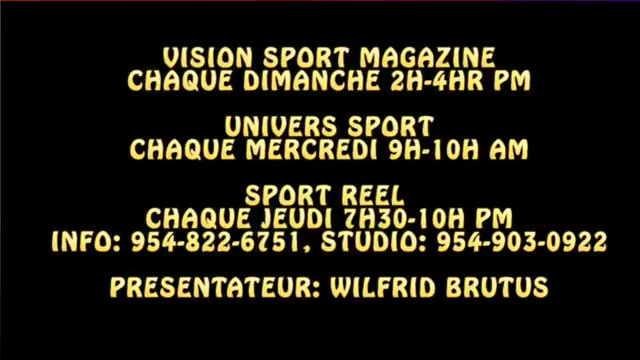 VISION SPORT MAGAZINE
CHAQUE DIMANCHE 2H-4HR PM
UNIVERS SPORT
CHAQUE MERCREDI 9H-10H AM
SPORT REEL
CHAQUE JEUDI 7H30-10H PM
INFO: 954-822-6751, STUDIO: 954-903-0922
PRESENTATEUR: WILFRID BRUTUS